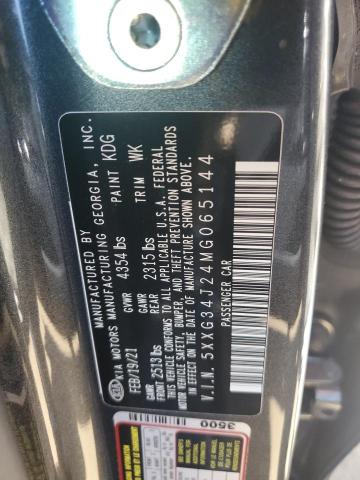 MANUFACTURED BY
KIA MOTORS MANUFACTURING GEORGIA, INC.
FEB/19/21 4354 lbs PAINT KDG
GVWR
GAWR GAWR TRIM WK
FRONT 2513 lbs REAR 2315 lbs
THIS VEHICLE CONFORMS TO ALL APPLICABLE U.S.A. FEDERAL
MOTOR VEHICLE SAFETY, BUMPER, AND THEFT PREVENTION STANDARDS
IN EFFECT ON THE DATE OF MANUFACTURE SHOWN ABOVE.
V.I.N. 5XXG34J24MG065144
PASSENGER CAR
3500
INFORMATION